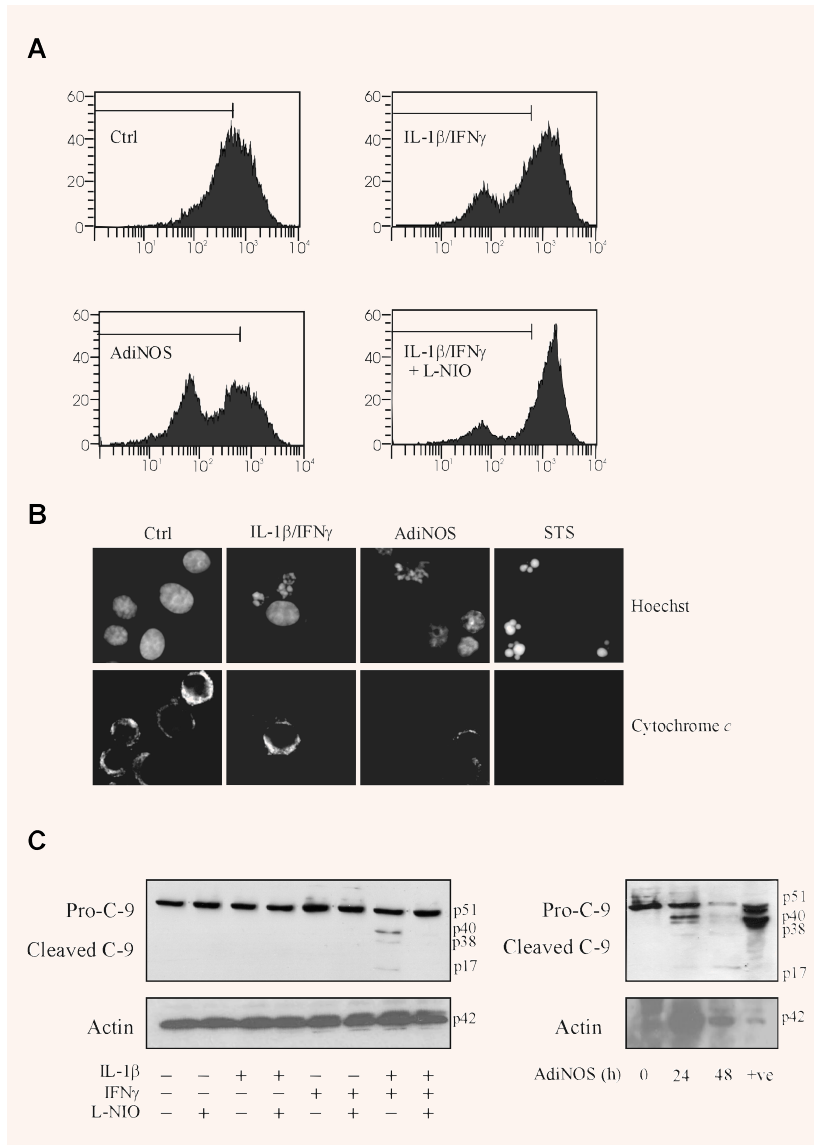 A
60
40
20
0
Ctrl
10¹ 10² 10³ 10⁴
60
40
20
0
IL-1β/IFNγ
10¹ 10² 10³ 10⁴
60
40
20
0
AdiNOS
10¹ 10² 10³ 10⁴
60
40
20
0
IL-1β/IFNγ
+ L-NIO
10¹ 10² 10³ 10⁴
B
Ctrl IL-1β/IFNγ AdiNOS STS
Hoechst
Cytochrome c
C
Pro-C-9
Cleaved C-9
p51
p40
p38
p17
Actin
p42
IL-1β – – + + – – + +
IFNγ – – – – + + + +
L-NIO – + – + – + – +
Pro-C-9
Cleaved C-9
p51
p40
p38
p17
Actin
p42
AdiNOS (h) 0 24 48 +ve